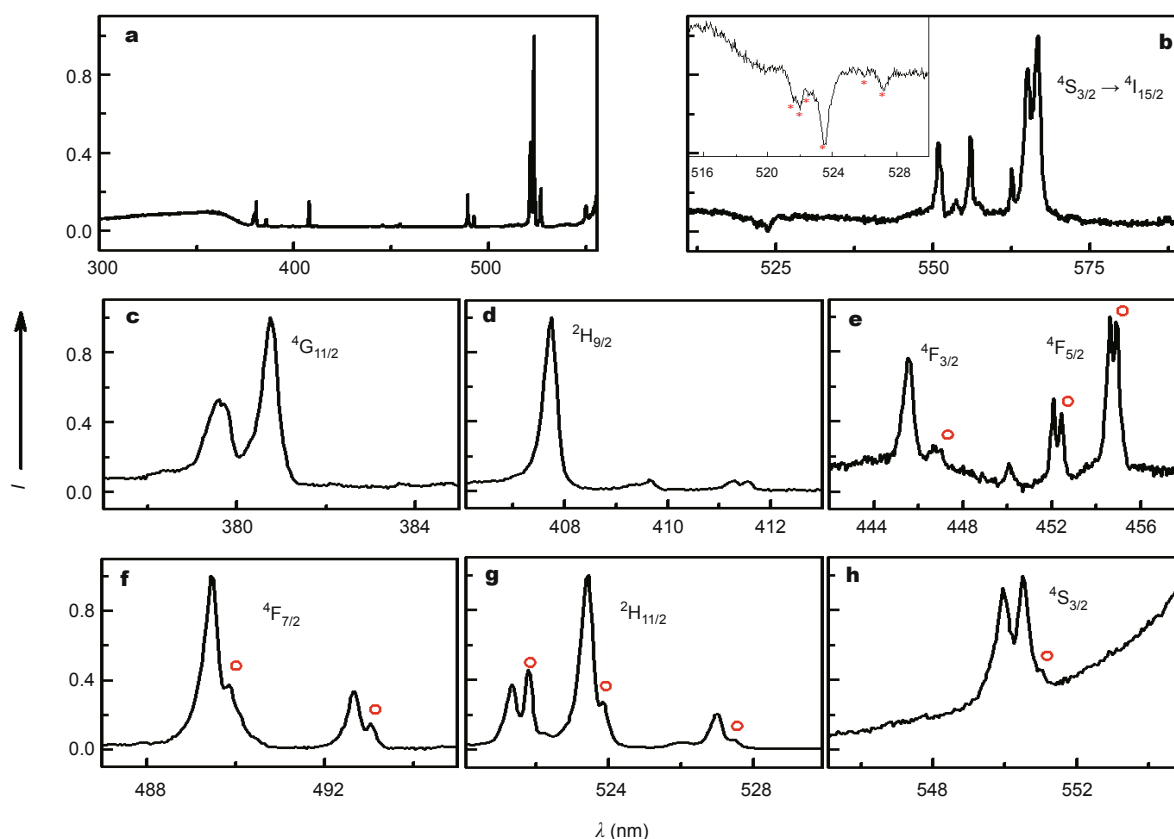 a
0.8
0.4
0.0
300
400
500
b
⁴S₃/₂ → ⁴I₁₅/₂
*
*
*
*
*
*
516
520
524
528
525
550
575
I
c
⁴G₁₁/₂
0.8
0.4
0.0
380
384
d
²H₉/₂
408
410
412
e
⁴F₃/₂
⁴F₅/₂
444
448
452
456
f
⁴F₇/₂
0.8
0.4
0.0
488
492
g
²H₁₁/₂
524
528
h
⁴S₃/₂
548
552
λ (nm)